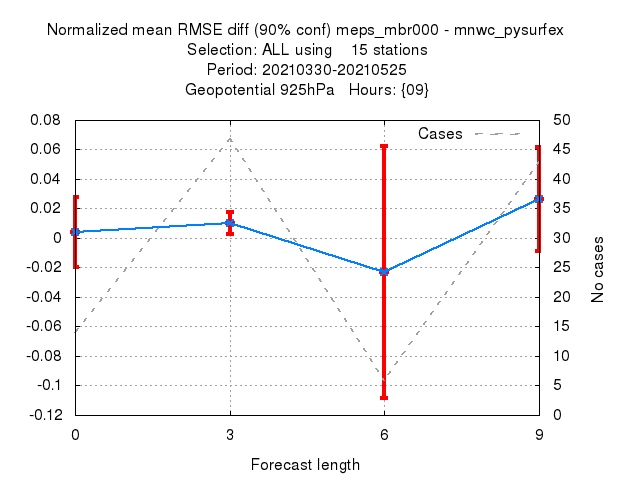 Normalized mean RMSE diff (90% conf) meps_mbr000 - mnwc_pysurfex
Selection: ALL using    15 stations
Period: 20210330-20210525
Geopotential 925hPa   Hours: {09}
Cases
0.08
0.06
0.04
0.02
0
-0.02
-0.04
-0.06
-0.08
-0.1
-0.12
50
45
40
35
30
25
20
15
10
5
0
No cases
0 3 6 9
Forecast length